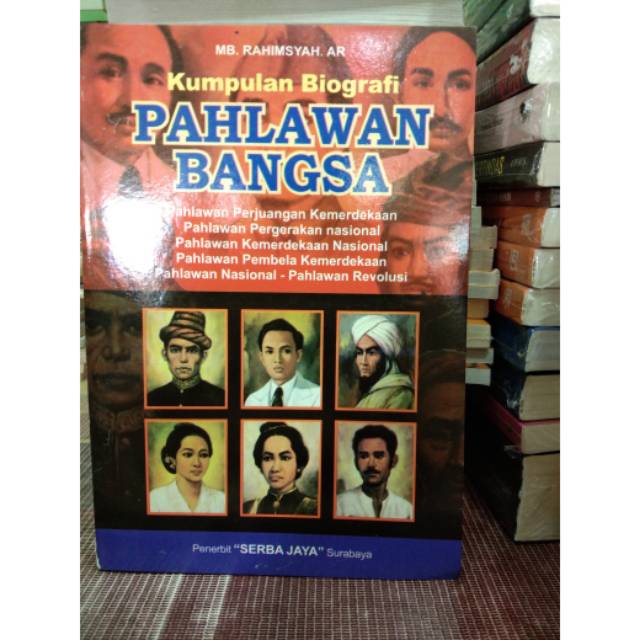 MB. RAHIMSYAH. AR
Kumpulan Biografi
PAHLAWAN
BANGSA
Pahlawan Perjuangan Kemerdekaan
Pahlawan Pergerakan nasional
Pahlawan Kemerdekaan Nasional
Pahlawan Pembela Kemerdekaan
Pahlawan Nasional - Pahlawan Revolusi
Penerbit "SERBA JAYA" Surabaya